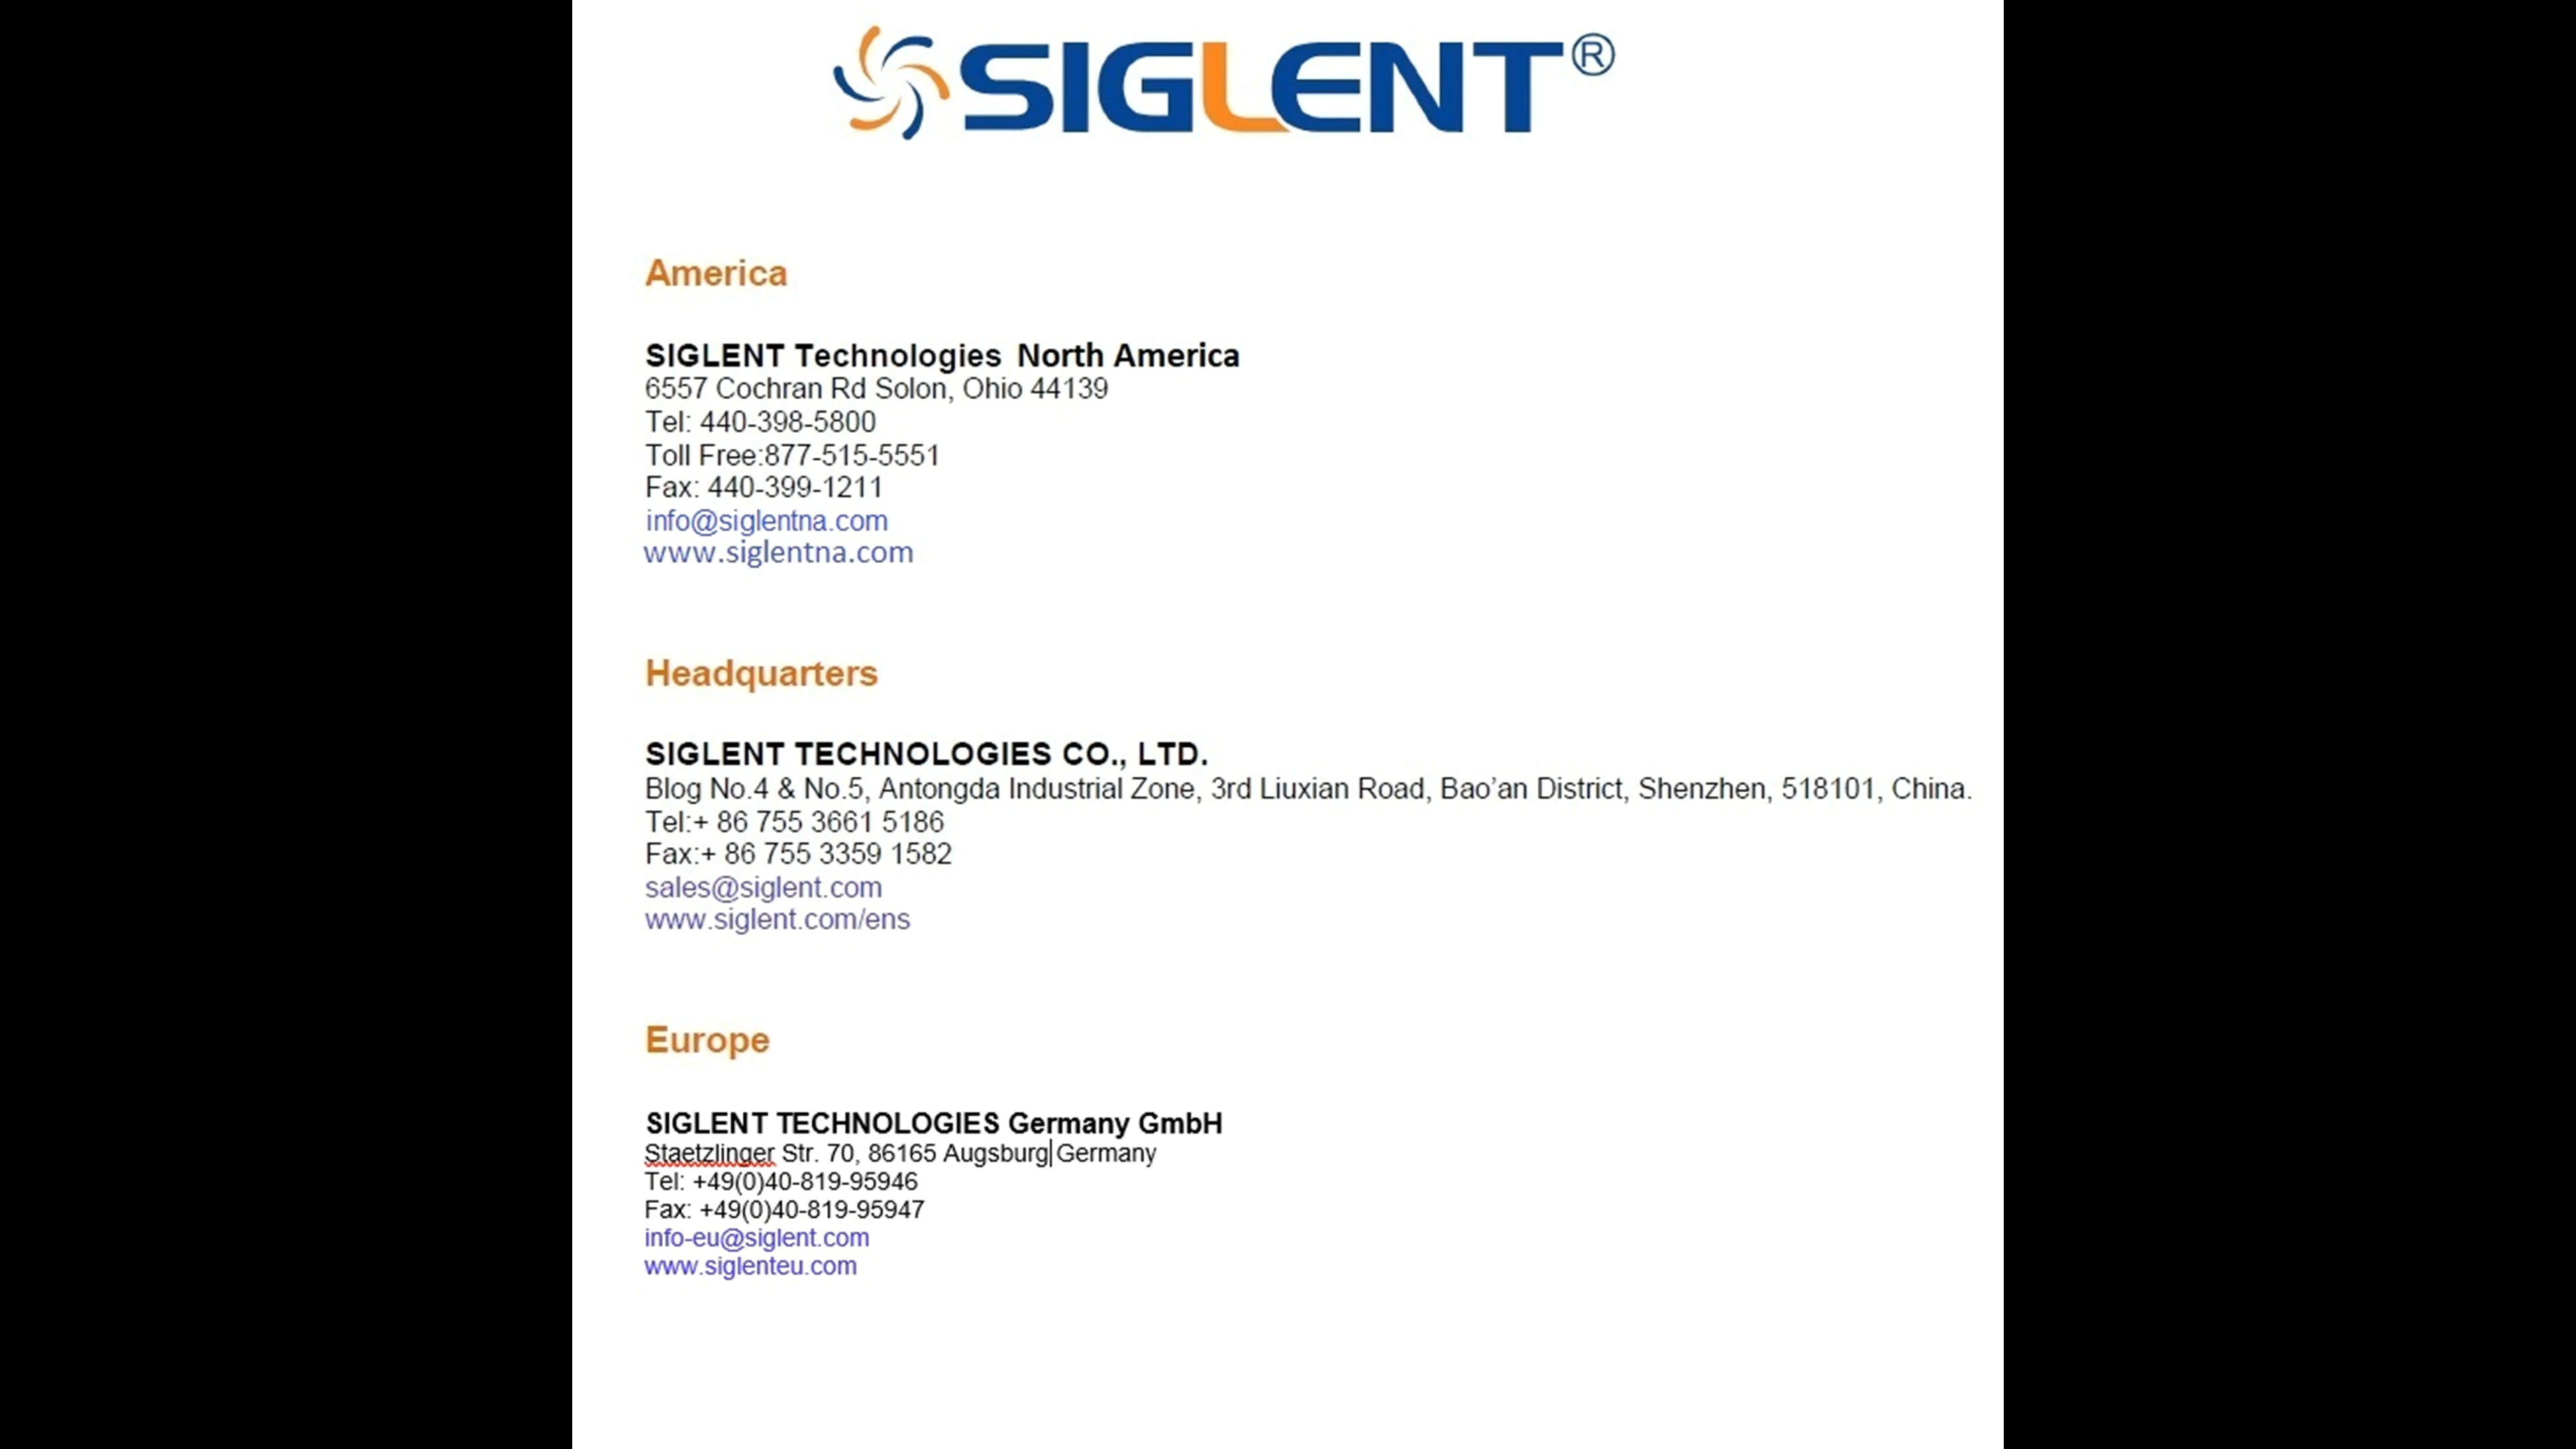 SIGLENT®
America
SIGLENT Technologies North America
6557 Cochran Rd Solon, Ohio 44139
Tel: 440-398-5800
Toll Free:877-515-5551
Fax: 440-399-1211
info@siglentna.com
www.siglentna.com
Headquarters
SIGLENT TECHNOLOGIES CO., LTD.
Blog No.4 & No.5, Antongda Industrial Zone, 3rd Liuxian Road, Bao’an District, Shenzhen, 518101, China.
Tel:+ 86 755 3661 5186
Fax:+ 86 755 3359 1582
sales@siglent.com
www.siglent.com/ens
Europe
SIGLENT TECHNOLOGIES Germany GmbH
Staetzlinger Str. 70, 86165 Augsburg Germany
Tel: +49(0)40-819-95946
Fax: +49(0)40-819-95947
info-eu@siglent.com
www.siglenteu.com